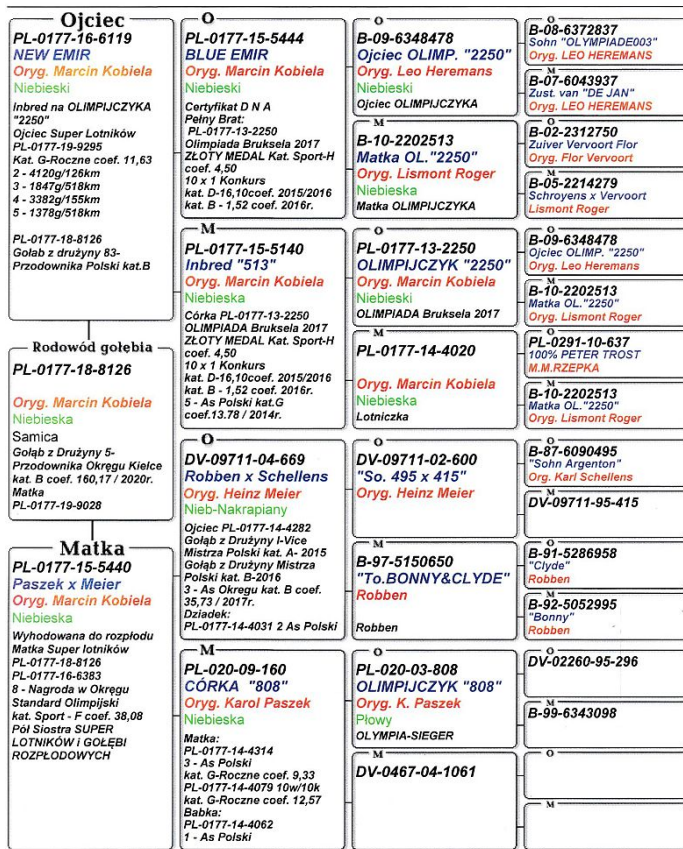 Ojciec
PL-0177-16-6119
NEW EMIR
Oryg. Marcin Kobiela
Niebieski
Inbred na OLIMPIJCZYKA
"2250"
Ojciec Super Lotników
PL-0177-19-9295
Kat. G-Roczne coef. 11,63
2 - 4120g/126km
3 - 1847g/518km
4 - 3382g/155km
5 - 1378g/518km
PL-0177-18-8126
Gołab z drużyny 83-
Przodownika Polski kat.B
Rodowód gołębia
PL-0177-18-8126
Oryg. Marcin Kobiela
Niebieska
Samica
Gołąb z Drużyny 5-
Przodownika Okręgu Kielce
kat. B coef. 160,17 / 2020r.
Matka
PL-0177-19-9028
Matka
PL-0177-15-5440
Paszek x Meier
Oryg. Marcin Kobiela
Niebieska
Wyhodowana do rozpłodu
Matka Super lotników
PL-0177-18-8126
PL-0177-16-6383
8 - Nagroda w Okręgu
Standard Olimpijski
kat. Sport - F coef. 38,08
Pół Siostra SUPER
LOTNIKÓW i GOŁĘBI
ROZPŁODOWYCH
O
PL-0177-15-5444
BLUE EMIR
Oryg. Marcin Kobiela
Niebieski
Certyfikat D N A
Pełny Brat:
PL-0177-13-2250
Olimpiada Bruksela 2017
ZŁOTY MEDAL Kat. Sport-H
coef. 4,50
10 x 1 Konkurs
kat. D-16,10coef. 2015/2016
kat. B - 1,52 coef. 2016r.
M
PL-0177-15-5140
Inbred "513"
Oryg. Marcin Kobiela
Niebieska
Córka PL-0177-13-2250
OLIMPIADA Bruksela 2017
ZŁOTY MEDAL Kat. Sport-H
coef. 4,50
10 x 1 Konkurs
kat. D-16,10coef. 2015/2016
kat. B - 1,52 coef. 2016r.
5 - As Polski kat.G
coef.13.78 / 2014r.
O
DV-09711-04-669
Robben x Schellens
Oryg. Heinz Meier
Nieb-Nakrapiany
Ojciec PL-0177-14-4282
Gołąb z Drużyny I-Vice
Mistrza Polski kat. A- 2015
Gołąb z Drużyny Mistrza
Polski kat. B-2016
3 - As Okręgu kat. B coef.
35,73 / 2017r.
Dziadek:
PL-0177-14-4031 2 As Polski
M
PL-020-09-160
CÓRKA "808"
Oryg. Karol Paszek
Niebieska
Matka:
PL-0177-14-4314
3 - As Polski
kat. G-Roczne coef. 9,33
PL-0177-14-4079 10w/10k
kat. G-Roczne coef. 12,57
Babka:
PL-0177-14-4062
1 - As Polski
O
B-09-6348478
Ojciec OLIMP. "2250"
Oryg. Leo Heremans
Niebieski
Ojciec OLIMPIJCZYKA
M
B-10-2202513
Matka OL."2250"
Oryg. Lismont Roger
Niebieska
Matka OLIMPIJCZYKA
O
PL-0177-13-2250
OLIMPIJCZYK "2250"
Oryg. Marcin Kobiela
Niebieski
OLIMPIADA Bruksela 2017
M
PL-0177-14-4020
Oryg. Marcin Kobiela
Niebieska
Lotniczka
O
DV-09711-02-600
"So. 495 x 415"
Oryg. Heinz Meier
M
B-97-5150650
"To.BONNY&CLYDE"
Robben
Robben
O
PL-020-03-808
OLIMPIJCZYK "808"
Oryg. K. Paszek
Płowy
OLYMPIA-SIEGER
M
DV-0467-04-1061
O
B-08-6372837
Sohn "OLYMPIADE003"
Oryg. LEO HEREMANS
M
B-07-6043937
Zust. van "DE JAN"
Oryg. LEO HEREMANS
O
B-02-2312750
Zuiver Vervoort Flor
Oryg. Flor Vervoort
M
B-05-2214279
Schroyens x Vervoort
Lismont Roger
O
B-09-6348478
Ojciec OLIMP. "2250"
Oryg. Leo Heremans
M
B-10-2202513
Matka OL."2250"
Oryg. Lismont Roger
O
PL-0291-10-637
100% PETER TROST
M.M.RZEPKA
M
B-10-2202513
Matka OL."2250"
Oryg. Lismont Roger
O
B-87-6090495
"Sohn Argenton"
Org. Karl Schellens
M
DV-09711-95-415
O
B-91-5286958
"Clyde"
Robben
M
B-92-5052995
"Bonny"
Robben
O
DV-02260-95-296
M
B-99-6343098
O
M